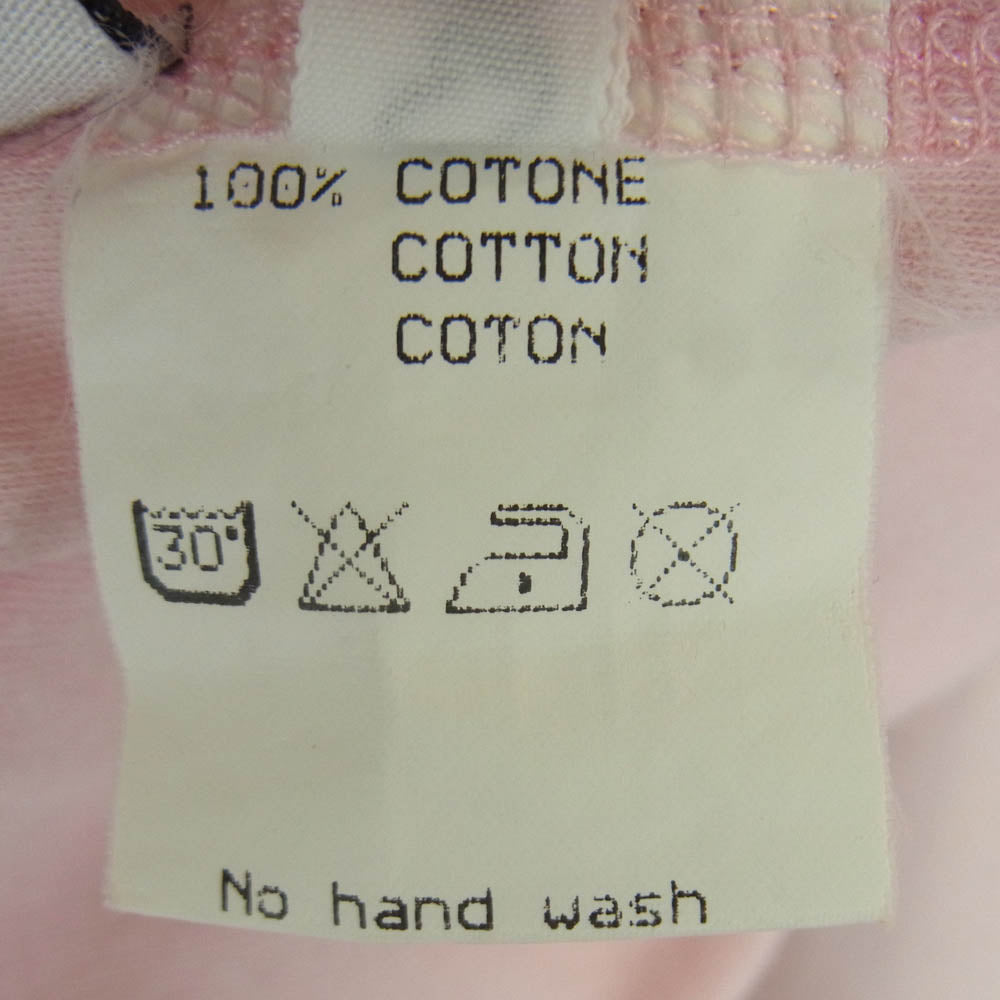 100% COTONE
COTTON
COTON
30°
No hand wash